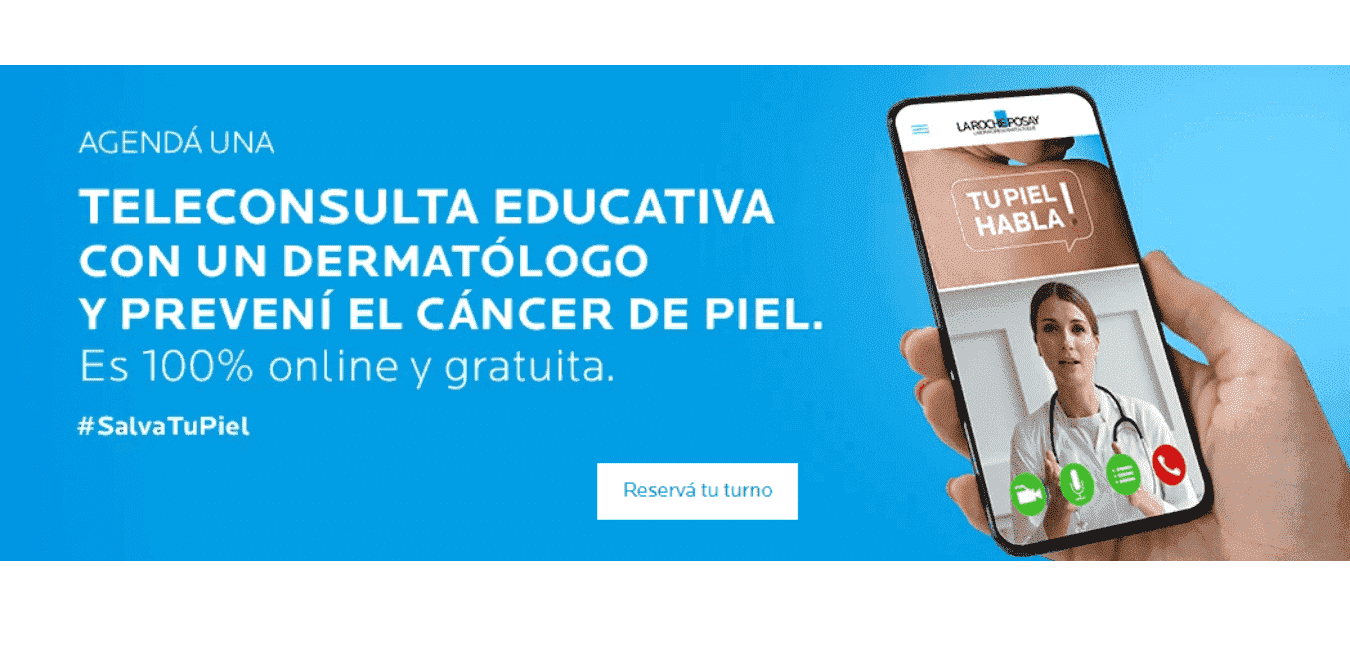 AGENDÁ UNA
TELECONSULTA EDUCATIVA
CON UN DERMATÓLOGO
Y PREVENÍ EL CÁNCER DE PIEL.
Es 100% online y gratuita.
#SalvaTuPiel
Reservá tu turno
LA ROCHE POSAY
TU PIEL
HABLA!